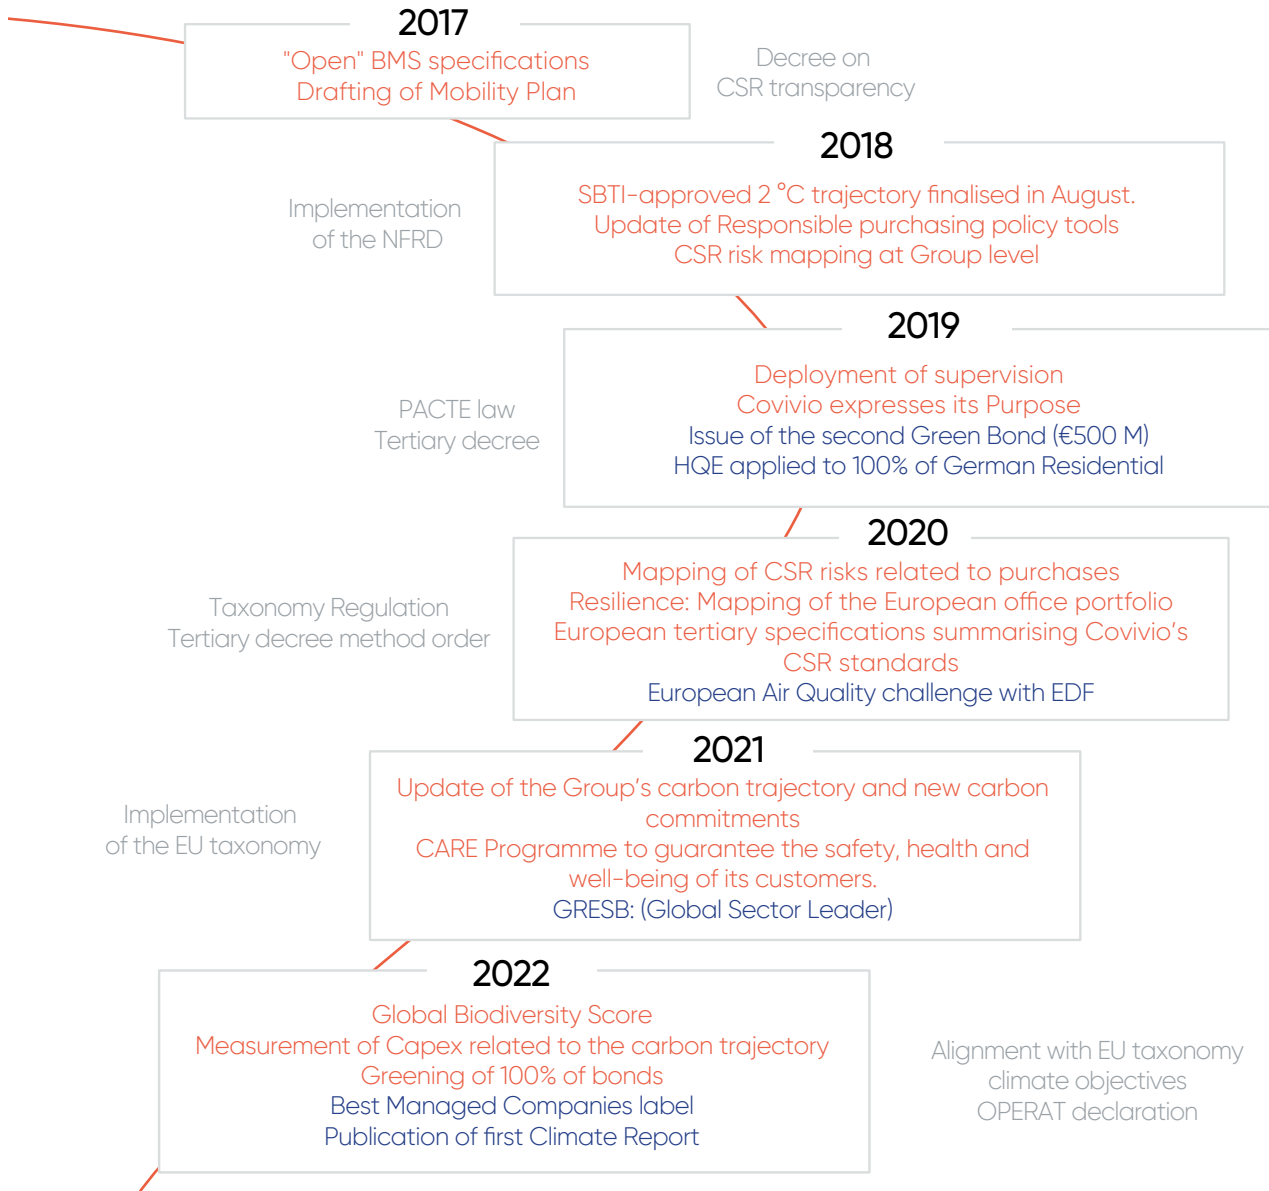 2017
"Open" BMS specifications
Drafting of Mobility Plan
Decree on
CSR transparency
2018
SBTI-approved 2 °C trajectory finalised in August.
Update of Responsible purchasing policy tools
CSR risk mapping at Group level
Implementation
of the NFRD
2019
Deployment of supervision
Covivio expresses its Purpose
Issue of the second Green Bond (€500 M)
HQE applied to 100% of German Residential
PACTE law
Tertiary decree
2020
Mapping of CSR risks related to purchases
Resilience: Mapping of the European office portfolio
European tertiary specifications summarising Covivio's
CSR standards
European Air Quality challenge with EDF
Taxonomy Regulation
Tertiary decree method order
2021
Update of the Group's carbon trajectory and new carbon
commitments
CARE Programme to guarantee the safety, health and
well-being of its customers.
GRESB: (Global Sector Leader)
Implementation
of the EU taxonomy
2022
Global Biodiversity Score
Measurement of Capex related to the carbon trajectory
Greening of 100% of bonds
Best Managed Companies label
Publication of first Climate Report
Alignment with EU taxonomy
climate objectives
OPERAT declaration